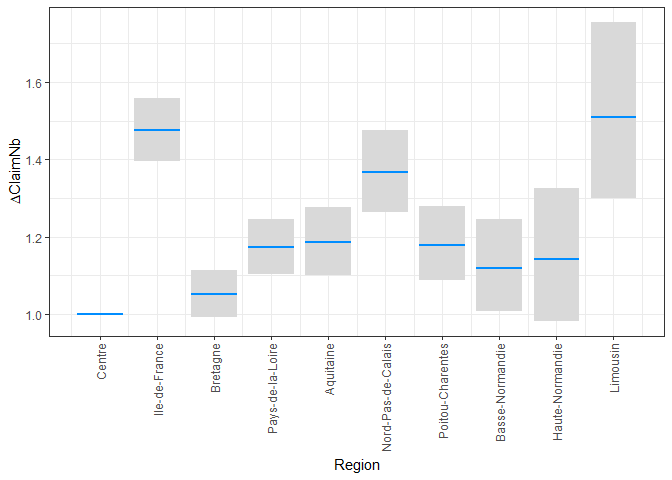 ΔClaimNb
1.6
1.4
1.2
1.0
Centre
Ile-de-France
Bretagne
Pays-de-la-Loire
Aquitaine
Nord-Pas-de-Calais
Poitou-Charentes
Basse-Normandie
Haute-Normandie
Limousin
Region